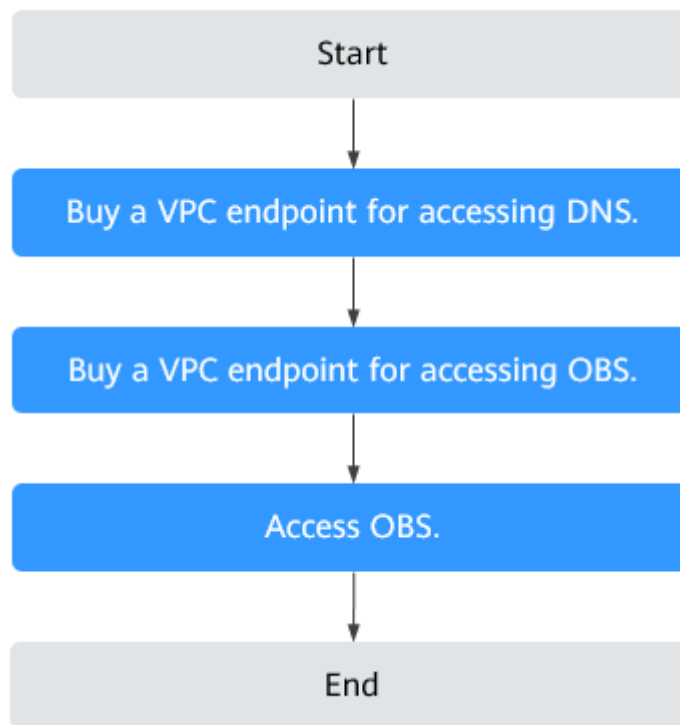 Start
Buy a VPC endpoint for accessing DNS.
Buy a VPC endpoint for accessing OBS.
Access OBS.
End